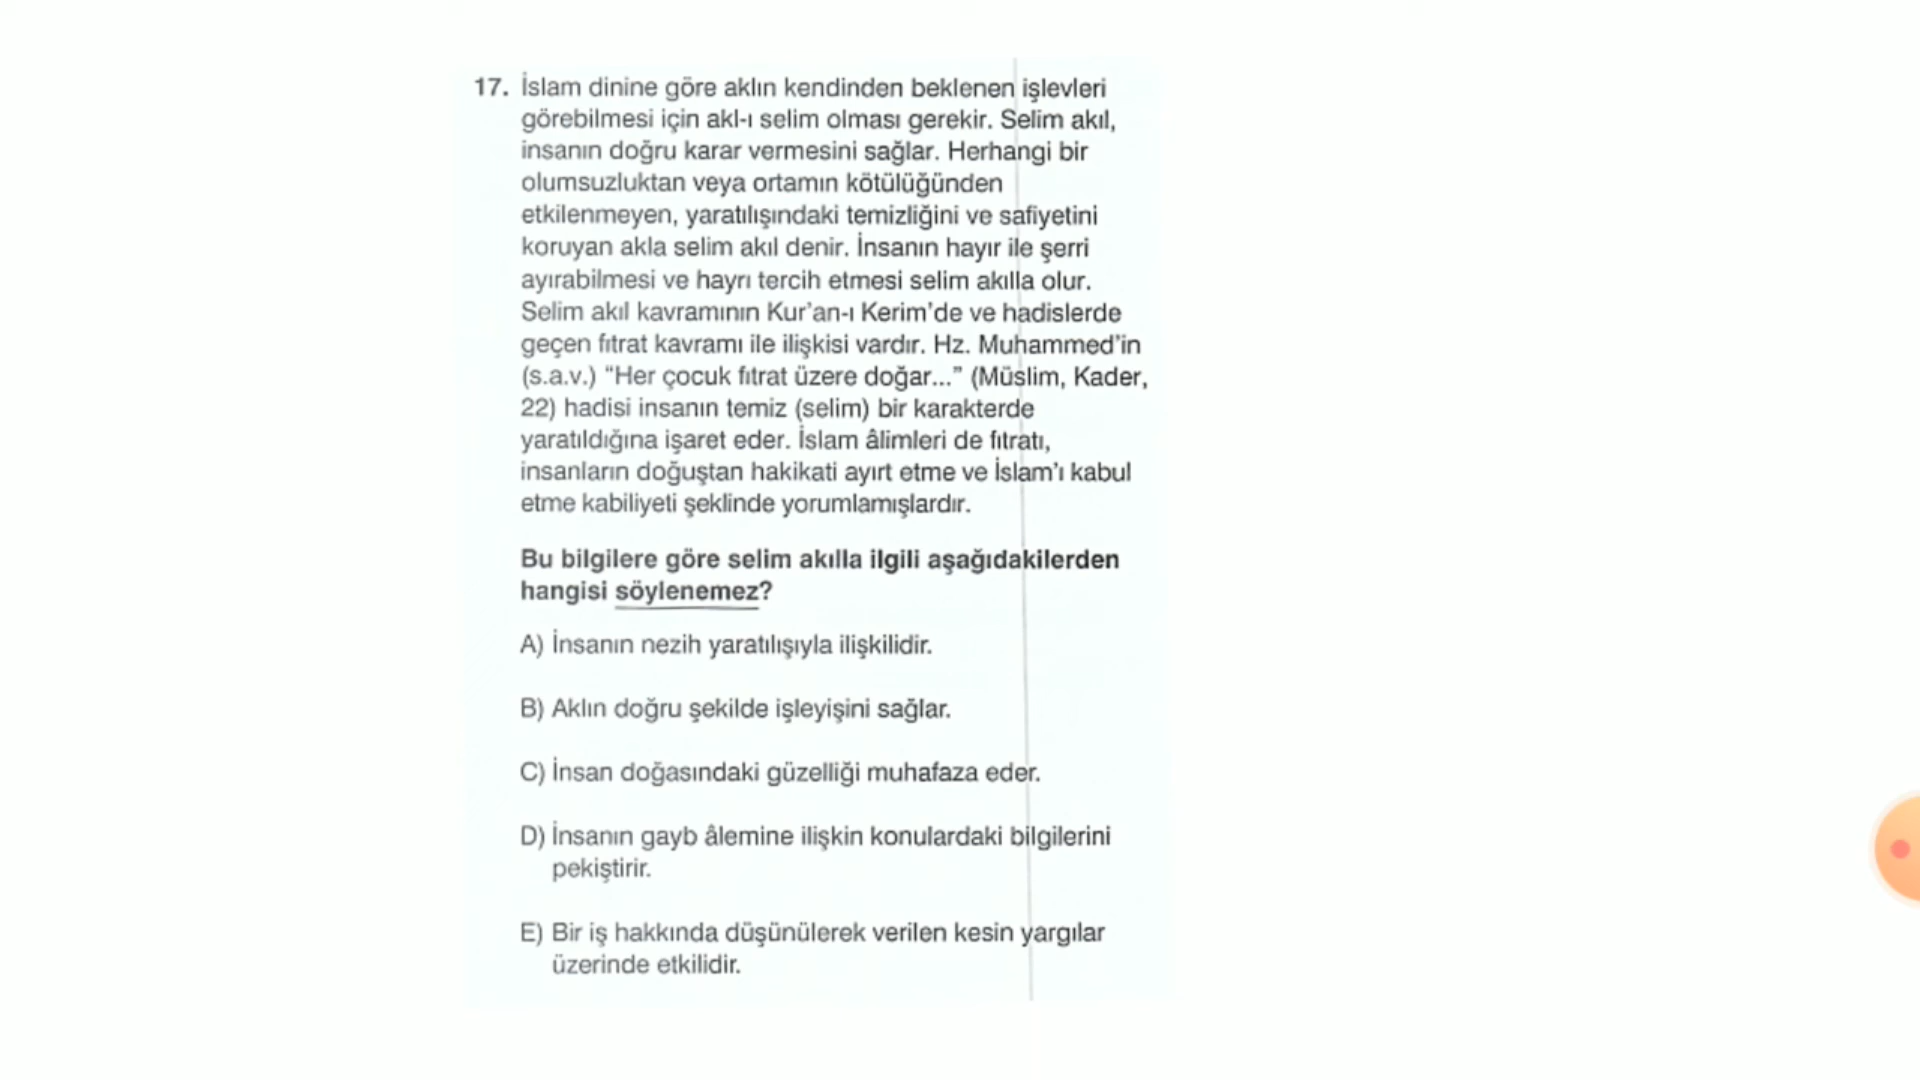 17. İslam dinine göre aklın kendinden beklenen işlevleri
görebilmesi için akl-ı selim olması gerekir. Selim akıl,
insanın doğru karar vermesini sağlar. Herhangi bir
olumsuzluktan veya ortamın kötülüğünden
etkilenmeyen, yaratılışındaki temizliğini ve safiyetini
koruyan akla selim akıl denir. İnsanın hayır ile şerri
ayırabilmesi ve hayrı tercih etmesi selim akılla olur.
Selim akıl kavramının Kur'an-ı Kerim'de ve hadislerde
geçen fıtrat kavramı ile ilişkisi vardır. Hz. Muhammed'in
(s.a.v.) “Her çocuk fıtrat üzere doğar...” (Müslim, Kader,
22) hadisi insanın temiz (selim) bir karakterde
yaratıldığına işaret eder. İslam âlimleri de fıtratı,
insanların doğuştan hakikati ayırt etme ve İslam'ı kabul
etme kabiliyeti şeklinde yorumlamışlardır.
Bu bilgilere göre selim akılla ilgili aşağıdakilerden
hangisi söylenemez?
A) İnsanın nezih yaratılışıyla ilişkilidir.
B) Aklın doğru şekilde işleyişini sağlar.
C) İnsan doğasındaki güzelliği muhafaza eder.
D) İnsanın gayb âlemine ilişkin konulardaki bilgilerini
pekiştirir.
E) Bir iş hakkında düşünülerek verilen kesin yargılar
üzerinde etkilidir.